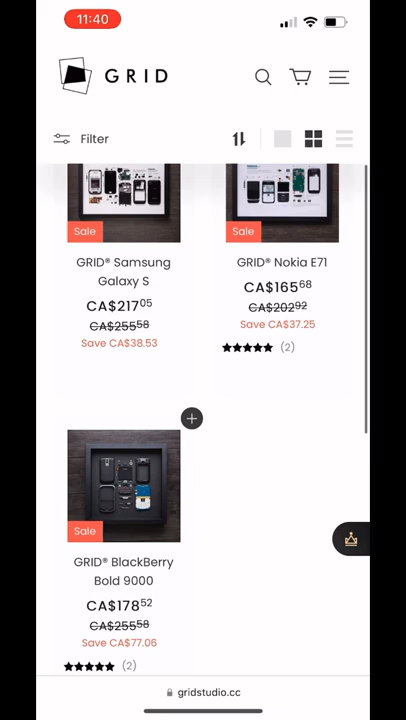 11:40
GRID
Filter
Sale
Sale
GRID® Samsung
Galaxy S
CA$21705
CA$25558
Save CA$38.53
GRID® Nokia E71
CA$16568
CA$20292
Save CA$37.25
(2)
Sale
GRID® BlackBerry
Bold 9000
CA$17852
CA$25558
Save CA$77.06
(2)
gridstudio.cc